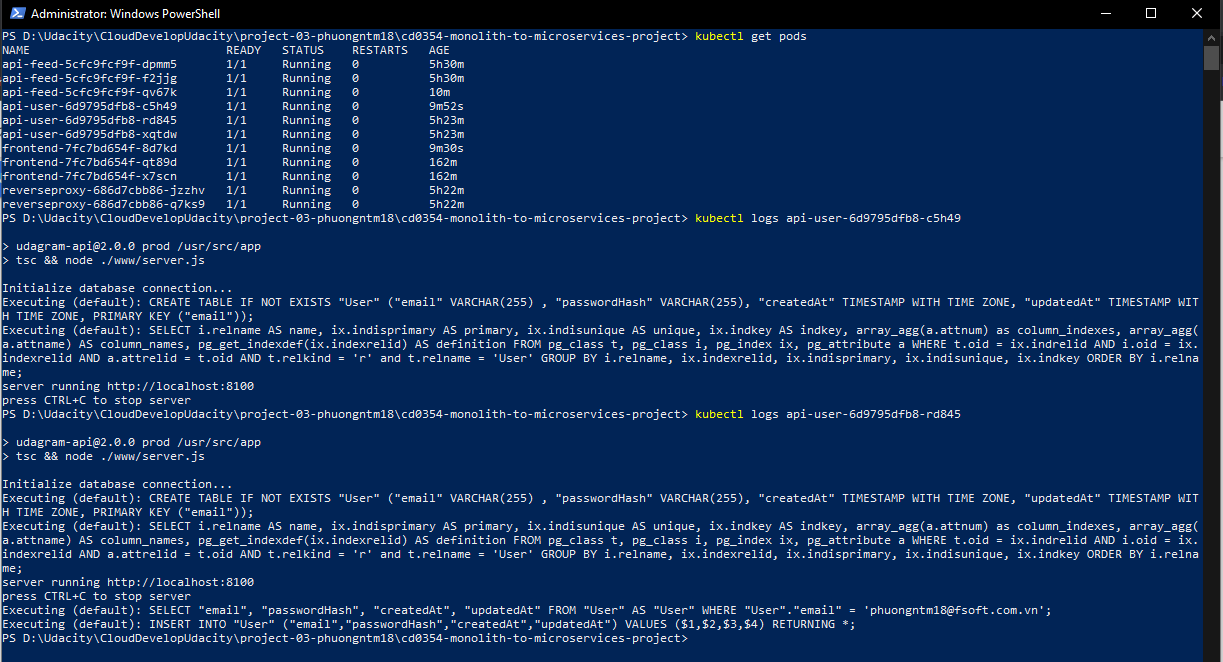 Administrator: Windows PowerShell
PS D:\Udacity\CloudDevelopUdacity\project-03-phuongntm18\cd0354-monolith-to-microservices-project> kubectl get pods
NAME READY STATUS RESTARTS AGE
api-feed-5cfc9fcf9f-dpmm5 1/1 Running 0 5h30m
api-feed-5cfc9fcf9f-f2jjg 1/1 Running 0 5h30m
api-feed-5cfc9fcf9f-qv67k 1/1 Running 0 10m
api-user-6d9795dfb8-c5h49 1/1 Running 0 9m52s
api-user-6d9795dfb8-rd845 1/1 Running 0 5h23m
api-user-6d9795dfb8-xqtdw 1/1 Running 0 5h23m
frontend-7fc7bd654f-8d7kd 1/1 Running 0 9m30s
frontend-7fc7bd654f-qt89d 1/1 Running 0 162m
frontend-7fc7bd654f-x7scn 1/1 Running 0 162m
reverseproxy-686d7cbb86-jzzhv 1/1 Running 0 5h22m
reverseproxy-686d7cbb86-q7ks9 1/1 Running 0 5h22m
PS D:\Udacity\CloudDevelopUdacity\project-03-phuongntm18\cd0354-monolith-to-microservices-project> kubectl logs api-user-6d9795dfb8-c5h49
> udagram-api@2.0.0 prod /usr/src/app
> tsc && node ./www/server.js
Initialize database connection...
Executing (default): CREATE TABLE IF NOT EXISTS "User" ("email" VARCHAR(255) , "passwordHash" VARCHAR(255), "createdAt" TIMESTAMP WITH TIME ZONE, "updatedAt" TIMESTAMP WIT
H TIME ZONE, PRIMARY KEY ("email"));
Executing (default): SELECT i.relname AS name, ix.indisprimary AS primary, ix.indisunique AS unique, ix.indkey AS indkey, array_agg(a.attnum) as column_indexes, array_agg(
a.attname) AS column_names, pg_get_indexdef(ix.indexrelid) AS definition FROM pg_class t, pg_class i, pg_index ix, pg_attribute a WHERE t.oid = ix.indrelid AND i.oid = ix.
indexrelid AND a.attrelid = t.oid AND t.relkind = 'r' and t.relname = 'User' GROUP BY i.relname, ix.indexrelid, ix.indisprimary, ix.indisunique, ix.indkey ORDER BY i.relna
me;
server running http://localhost:8100
press CTRL+C to stop server
PS D:\Udacity\CloudDevelopUdacity\project-03-phuongntm18\cd0354-monolith-to-microservices-project> kubectl logs api-user-6d9795dfb8-rd845
> udagram-api@2.0.0 prod /usr/src/app
> tsc && node ./www/server.js
Initialize database connection...
Executing (default): CREATE TABLE IF NOT EXISTS "User" ("email" VARCHAR(255) , "passwordHash" VARCHAR(255), "createdAt" TIMESTAMP WITH TIME ZONE, "updatedAt" TIMESTAMP WIT
H TIME ZONE, PRIMARY KEY ("email"));
Executing (default): SELECT i.relname AS name, ix.indisprimary AS primary, ix.indisunique AS unique, ix.indkey AS indkey, array_agg(a.attnum) as column_indexes, array_agg(
a.attname) AS column_names, pg_get_indexdef(ix.indexrelid) AS definition FROM pg_class t, pg_class i, pg_index ix, pg_attribute a WHERE t.oid = ix.indrelid AND i.oid = ix.
indexrelid AND a.attrelid = t.oid AND t.relkind = 'r' and t.relname = 'User' GROUP BY i.relname, ix.indexrelid, ix.indisprimary, ix.indisunique, ix.indkey ORDER BY i.relna
me;
server running http://localhost:8100
press CTRL+C to stop server
Executing (default): SELECT "email", "passwordHash", "createdAt", "updatedAt" FROM "User" AS "User" WHERE "User"."email" = 'phuongntm18@fsoft.com.vn';
Executing (default): INSERT INTO "User" ("email","passwordHash","createdAt","updatedAt") VALUES ($1,$2,$3,$4) RETURNING *;
PS D:\Udacity\CloudDevelopUdacity\project-03-phuongntm18\cd0354-monolith-to-microservices-project>